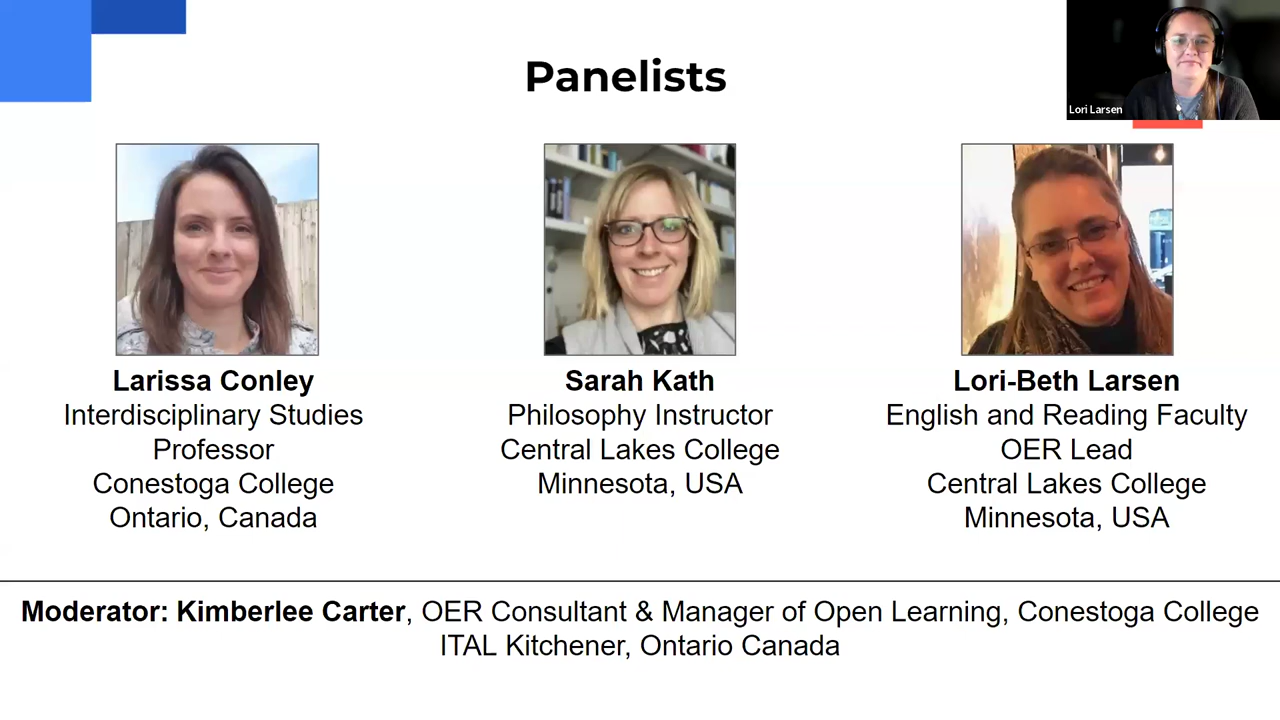 Panelists
Lori Larsen
Larissa Conley
Interdisciplinary Studies
Professor
Conestoga College
Ontario, Canada
Sarah Kath
Philosophy Instructor
Central Lakes College
Minnesota, USA
Lori-Beth Larsen
English and Reading Faculty
OER Lead
Central Lakes College
Minnesota, USA
Moderator: Kimberlee Carter, OER Consultant & Manager of Open Learning, Conestoga College
ITAL Kitchener, Ontario Canada